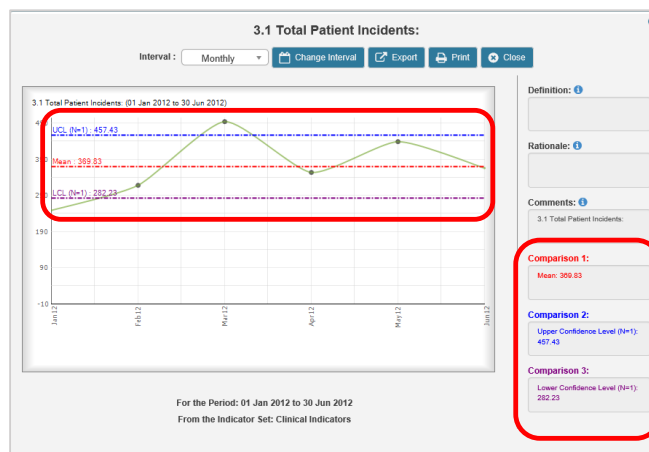 3.1 Total Patient Incidents:
Interval : Monthly Change Interval Export Print Close
3.1 Total Patient Incidents: (01 Jan 2012 to 30 Jun 2012)
UCL (N=1) : 457.43
Mean : 369.83
LCL (N=1) : 282.23
190
90
-10
Jan12
Feb12
Mar12
Apr12
May12
Jun12
For the Period: 01 Jan 2012 to 30 Jun 2012
From the Indicator Set: Clinical Indicators
Definition:
Rationale:
Comments:
3.1 Total Patient Incidents:
Comparison 1:
Mean: 369.83
Comparison 2:
Upper Confidence Level (N=1):
457.43
Comparison 3:
Lower Confidence Level (N=1):
282.23